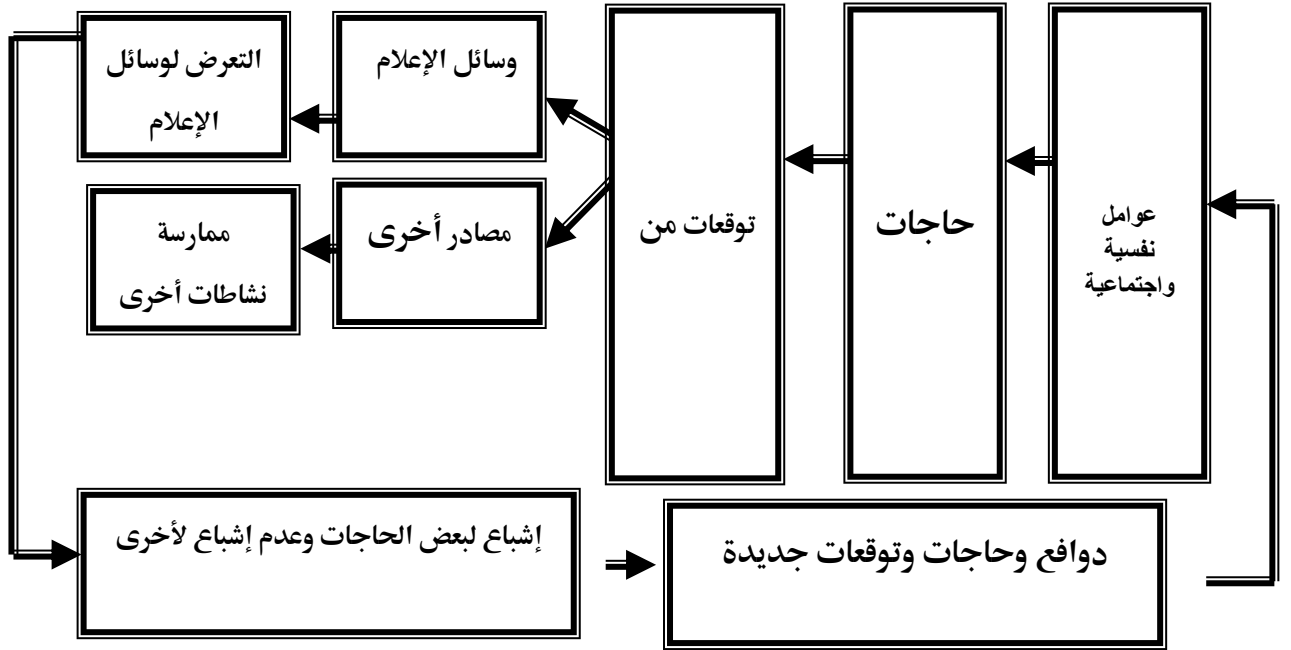 عوامل
نفسية
واجتماعية
حاجات
توقعات من
وسائل الإعلام
التعرض لوسائل
الإعلام
مصادر أخرى
ممارسة
نشاطات أخرى
إشباع لبعض الحاجات وعدم إشباع لأخرى
دوافع وحاجات وتوقعات جديدة